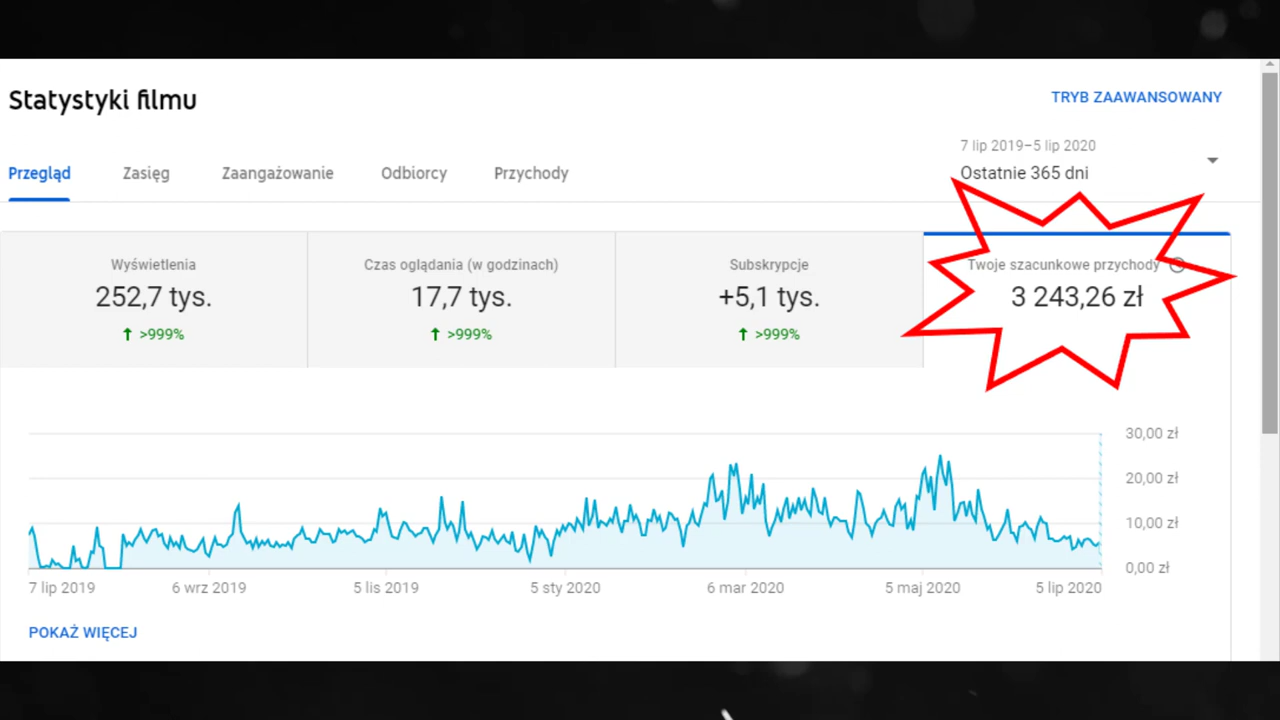 Statystyki filmu
TRYB ZAAWANSOWANY
7 lip 2019–5 lip 2020
Ostatnie 365 dni
Przegląd Zasięg Zaangażowanie Odbiorcy Przychody
Wyświetlenia
252,7 tys.
>999%
Czas oglądania (w godzinach)
17,7 tys.
>999%
Subskrypcje
+5,1 tys.
>999%
Twoje szacunkowe przychody
3 243,26 zł
30,00 zł
20,00 zł
10,00 zł
0,00 zł
7 lip 2019 6 wrz 2019 5 lis 2019 5 sty 2020 6 mar 2020 5 maj 2020 5 lip 2020
POKAŻ WIĘCEJ